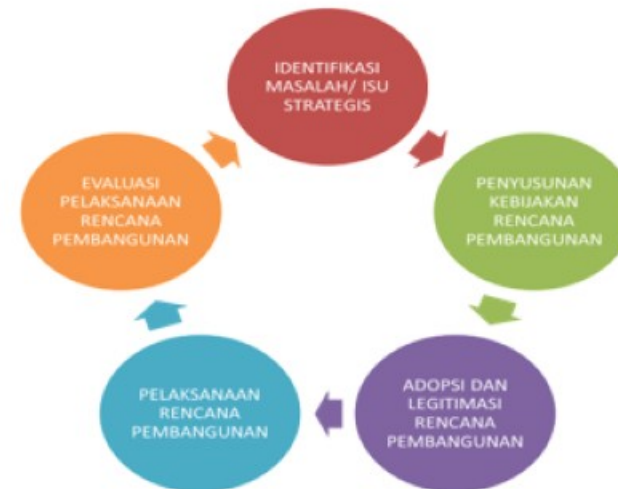 IDENTIFIKASI
MASALAH/ ISU
STRATEGIS
PENYUSUNAN
KEBIJAKAN
RENCANA
PEMBANGUNAN
ADOPSI DAN
LEGITIMASI
RENCANA
PEMBANGUNAN
PELAKSANAAN
RENCANA
PEMBANGUNAN
EVALUASI
PELAKSANAAN
RENCANA
PEMBANGUNAN